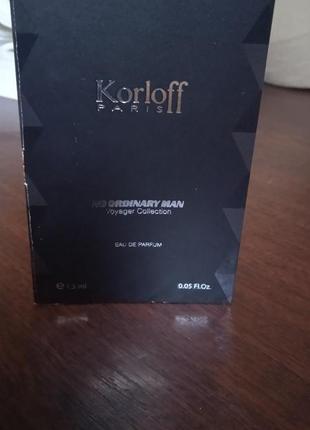 Korloff
PARIS
NO ORDINARY MAN
Voyager Collection
EAU DE PARFUM
℮ 1,5 ml 0.05 Fl.Oz.